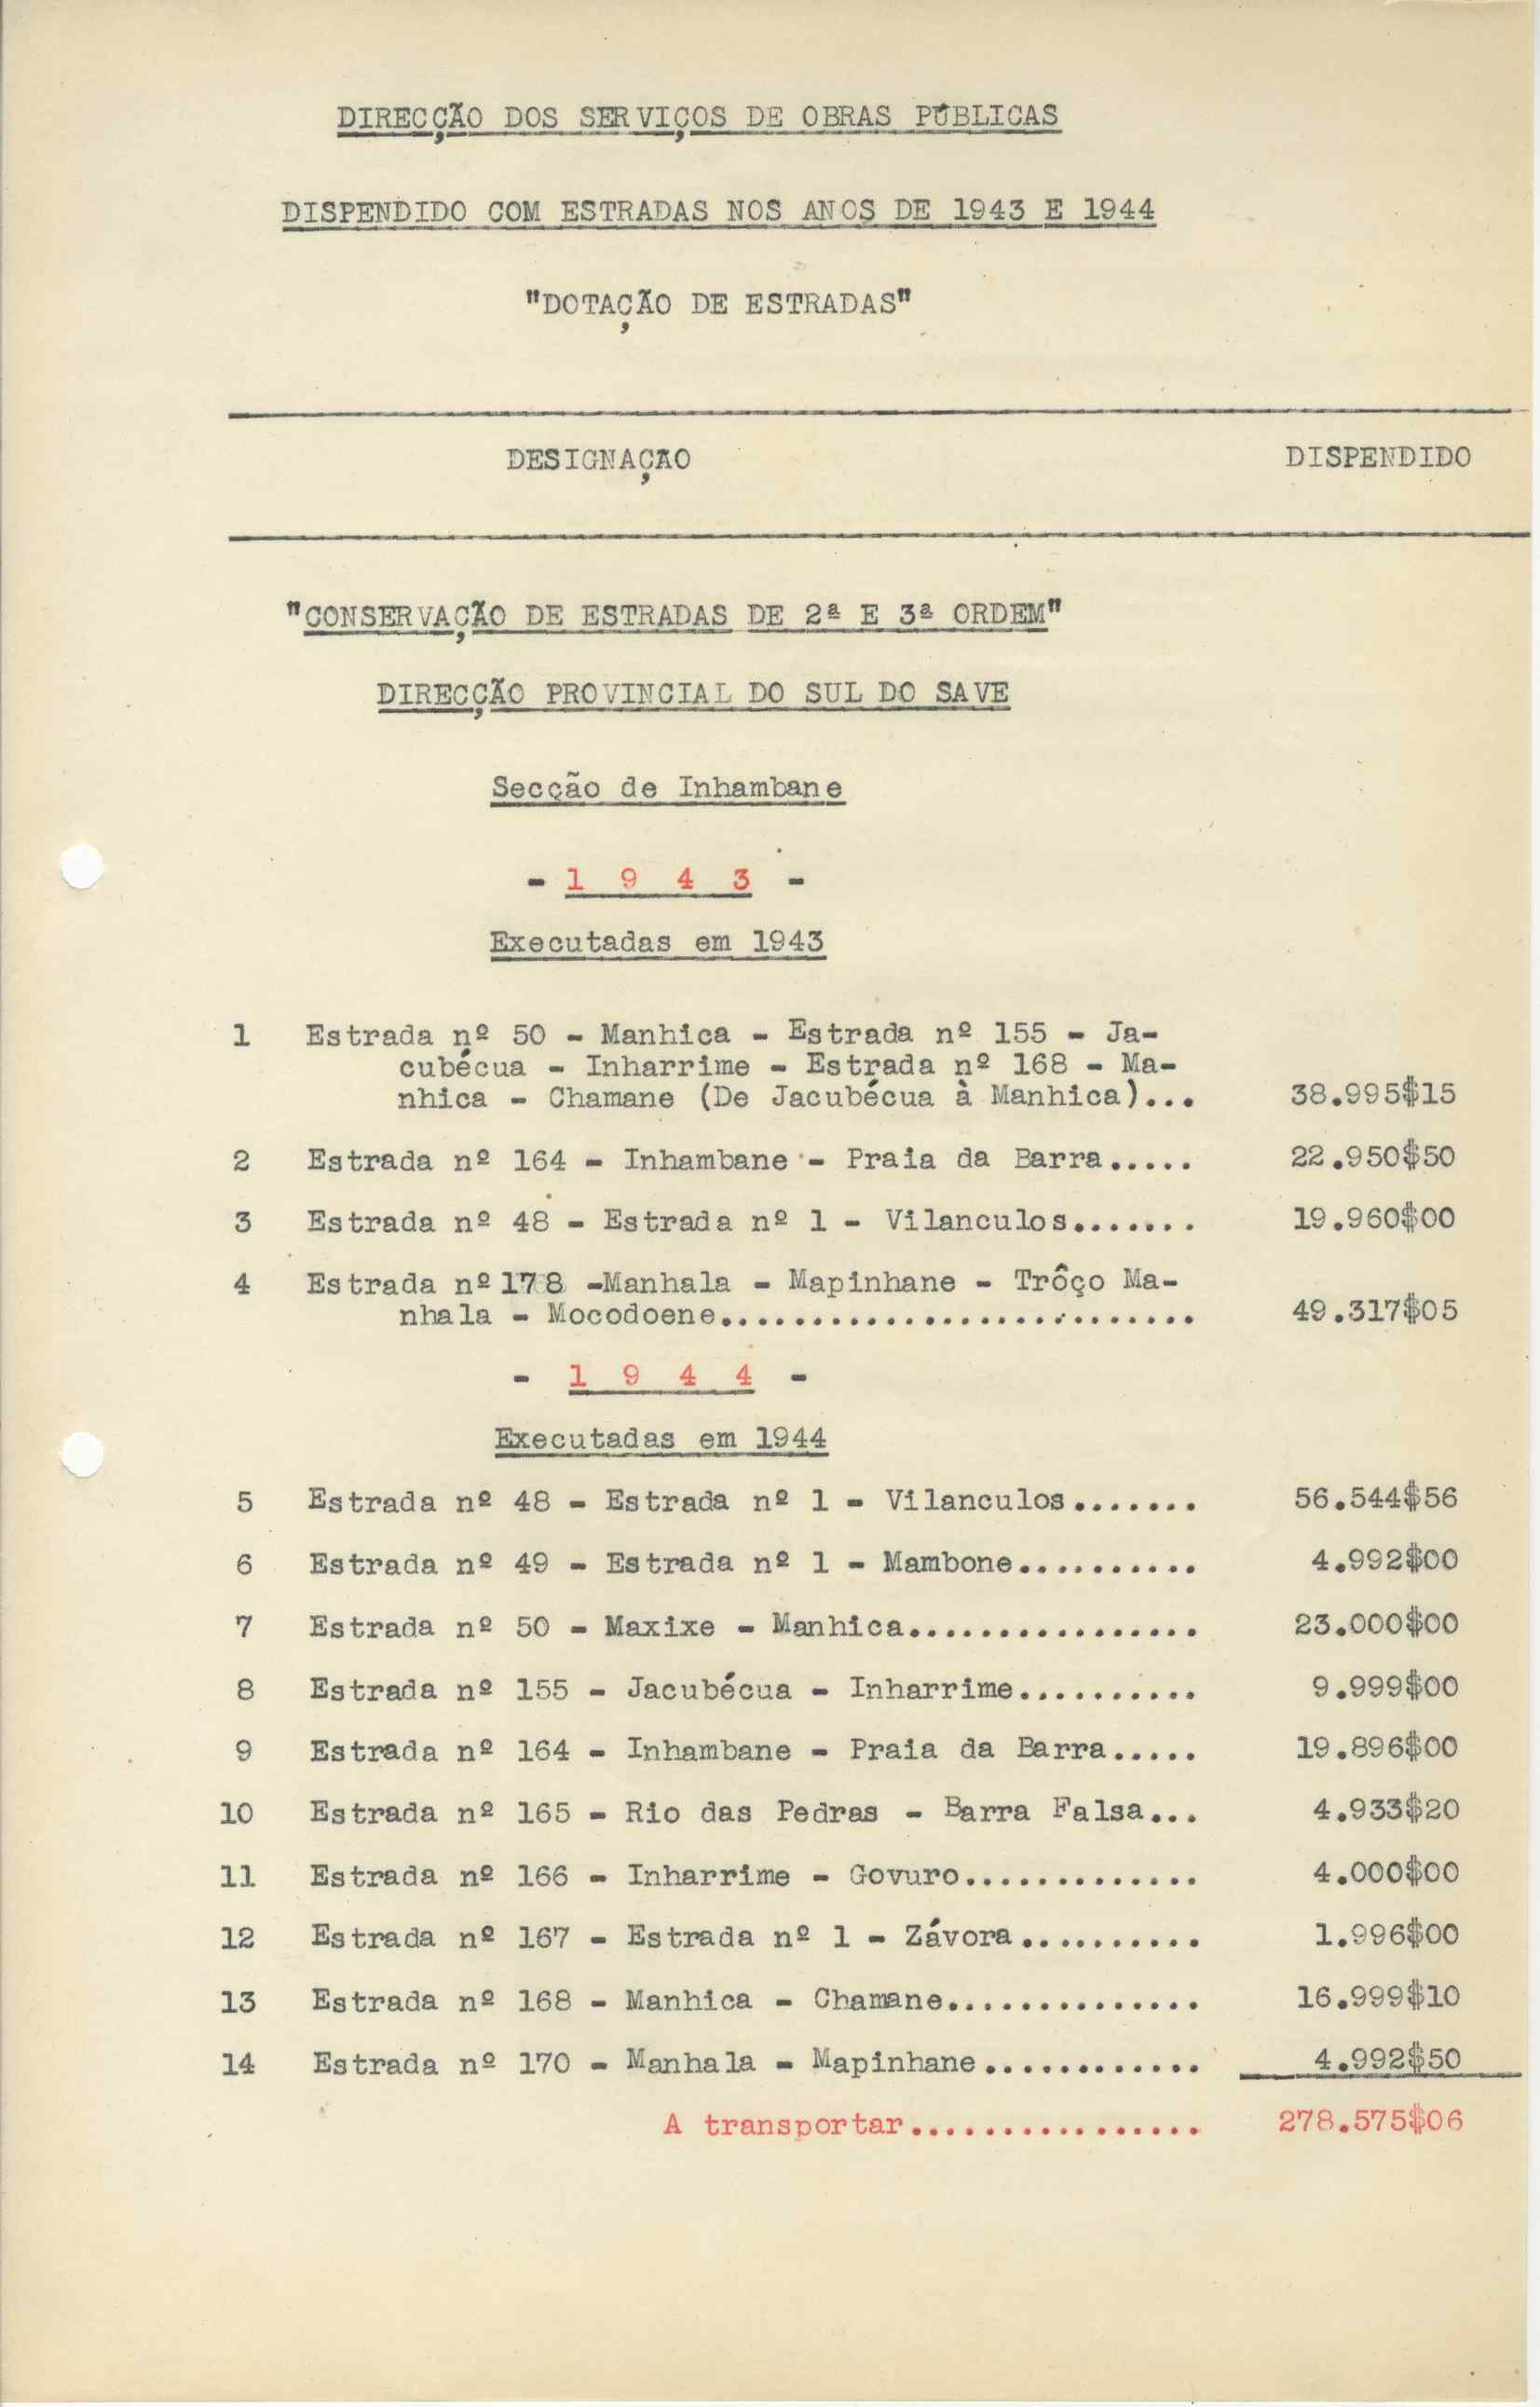 DIRECÇÃO DOS SERVIÇOS DE OBRAS PÚBLICAS
DISPENDIDO COM ESTRADAS NOS ANOS DE 1943 E 1944
"DOTAÇÃO DE ESTRADAS"
DESIGNAÇÃO DISPENDIDO
"CONSERVAÇÃO DE ESTRADAS DE 2ª E 3ª ORDEM"
DIRECÇÃO PROVINCIAL DO SUL DO SAVE
Secção de Inhambane
- 1 9 4 3 -
Executadas em 1943
1 Estrada nº 50 - Manhica - Estrada nº 155 - Ja-
cubécua - Inharrime - Estrada nº 168 - Ma-
nhica - Chamane (De Jacubécua à Manhica)... 38.995$15
2 Estrada nº 164 - Inhambane - Praia da Barra..... 22.950$50
3 Estrada nº 48 - Estrada nº 1 - Vilanculos....... 19.960$00
4 Estrada nº 178 -Manhala - Mapinhane - Trôço Ma-
nhala - Mocodoene.......................... 49.317$05
- 1 9 4 4 -
Executadas em 1944
5 Estrada nº 48 - Estrada nº 1 - Vilanculos....... 56.544$56
6 Estrada nº 49 - Estrada nº 1 - Mambone.......... 4.992$00
7 Estrada nº 50 - Maxixe - Manhica................ 23.000$00
8 Estrada nº 155 - Jacubécua - Inharrime.......... 9.999$00
9 Estrada nº 164 - Inhambane - Praia da Barra..... 19.896$00
10 Estrada nº 165 - Rio das Pedras - Barra Falsa... 4.933$20
11 Estrada nº 166 - Inharrime - Govuro............. 4.000$00
12 Estrada nº 167 - Estrada nº 1 - Závora.......... 1.996$00
13 Estrada nº 168 - Manhica - Chamane.............. 16.999$10
14 Estrada nº 170 - Manhala - Mapinhane............ 4.992$50
A transportar................ 278.575$06